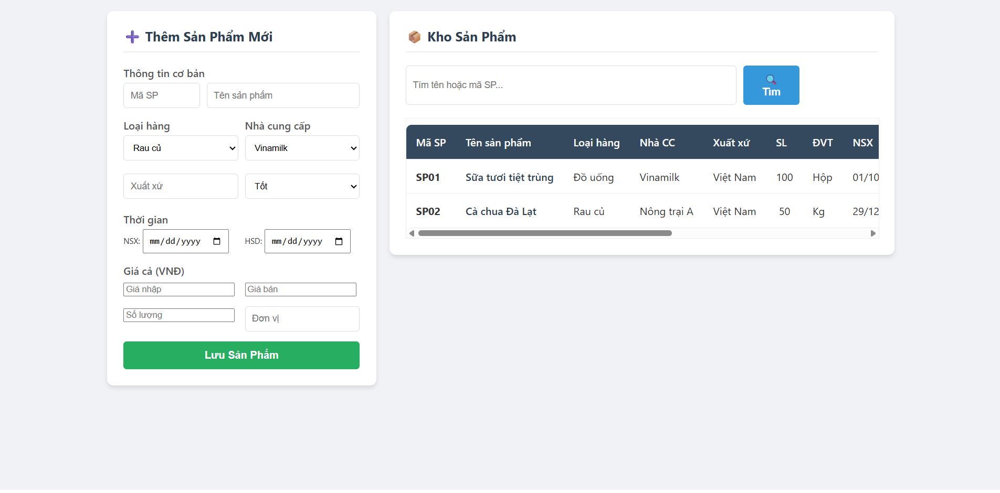 Thêm Sản Phẩm Mới
Thông tin cơ bản
Mã SP Tên sản phẩm
Loại hàng Nhà cung cấp
Rau củ Vinamilk
Xuất xứ Tốt
Thời gian
NSX: mm/dd/yyyy HSD: mm/dd/yyyy
Giá cả (VNĐ)
Giá nhập Giá bán
Số lượng Đơn vị
Lưu Sản Phẩm
Kho Sản Phẩm
Tìm tên hoặc mã SP...
Tìm
Mã SP Tên sản phẩm Loại hàng Nhà CC Xuất xứ SL ĐVT NSX
SP01 Sữa tươi tiệt trùng Đồ uống Vinamilk Việt Nam 100 Hộp 01/10
SP02 Cà chua Đà Lạt Rau củ Nông trại A Việt Nam 50 Kg 29/12